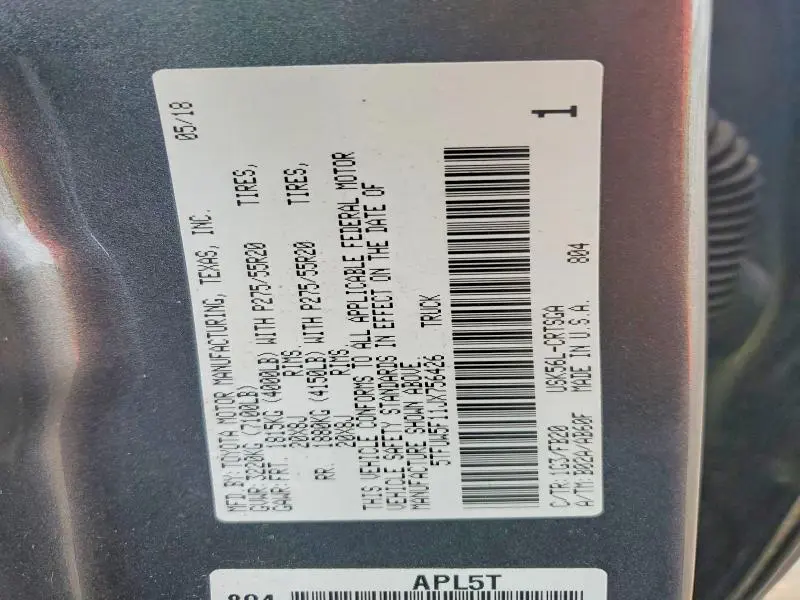 05/18
MFD BY: TOYOTA MOTOR MANUFACTURING, TEXAS, INC.
GVWR: 3220KG (7100LB)
GAWR:FRT. 1815KG (4000LB) WITH P275/55R20 TIRES,
20X8J RIMS.
RR. 1880KG (4150LB) WITH P275/55R20 TIRES,
20X8J RIMS.
THIS VEHICLE CONFORMS TO ALL APPLICABLE FEDERAL MOTOR
VEHICLE SAFETY STANDARDS IN EFFECT ON THE DATE OF
MANUFACTURE SHOWN ABOVE.
5TFUW5F11JX756426 TRUCK
1
C/TR: 1G3/FB20 USK56L-CRTSGA 804
A/TM: B02A/AB60F MADE IN U.S.A.
804 APL5T